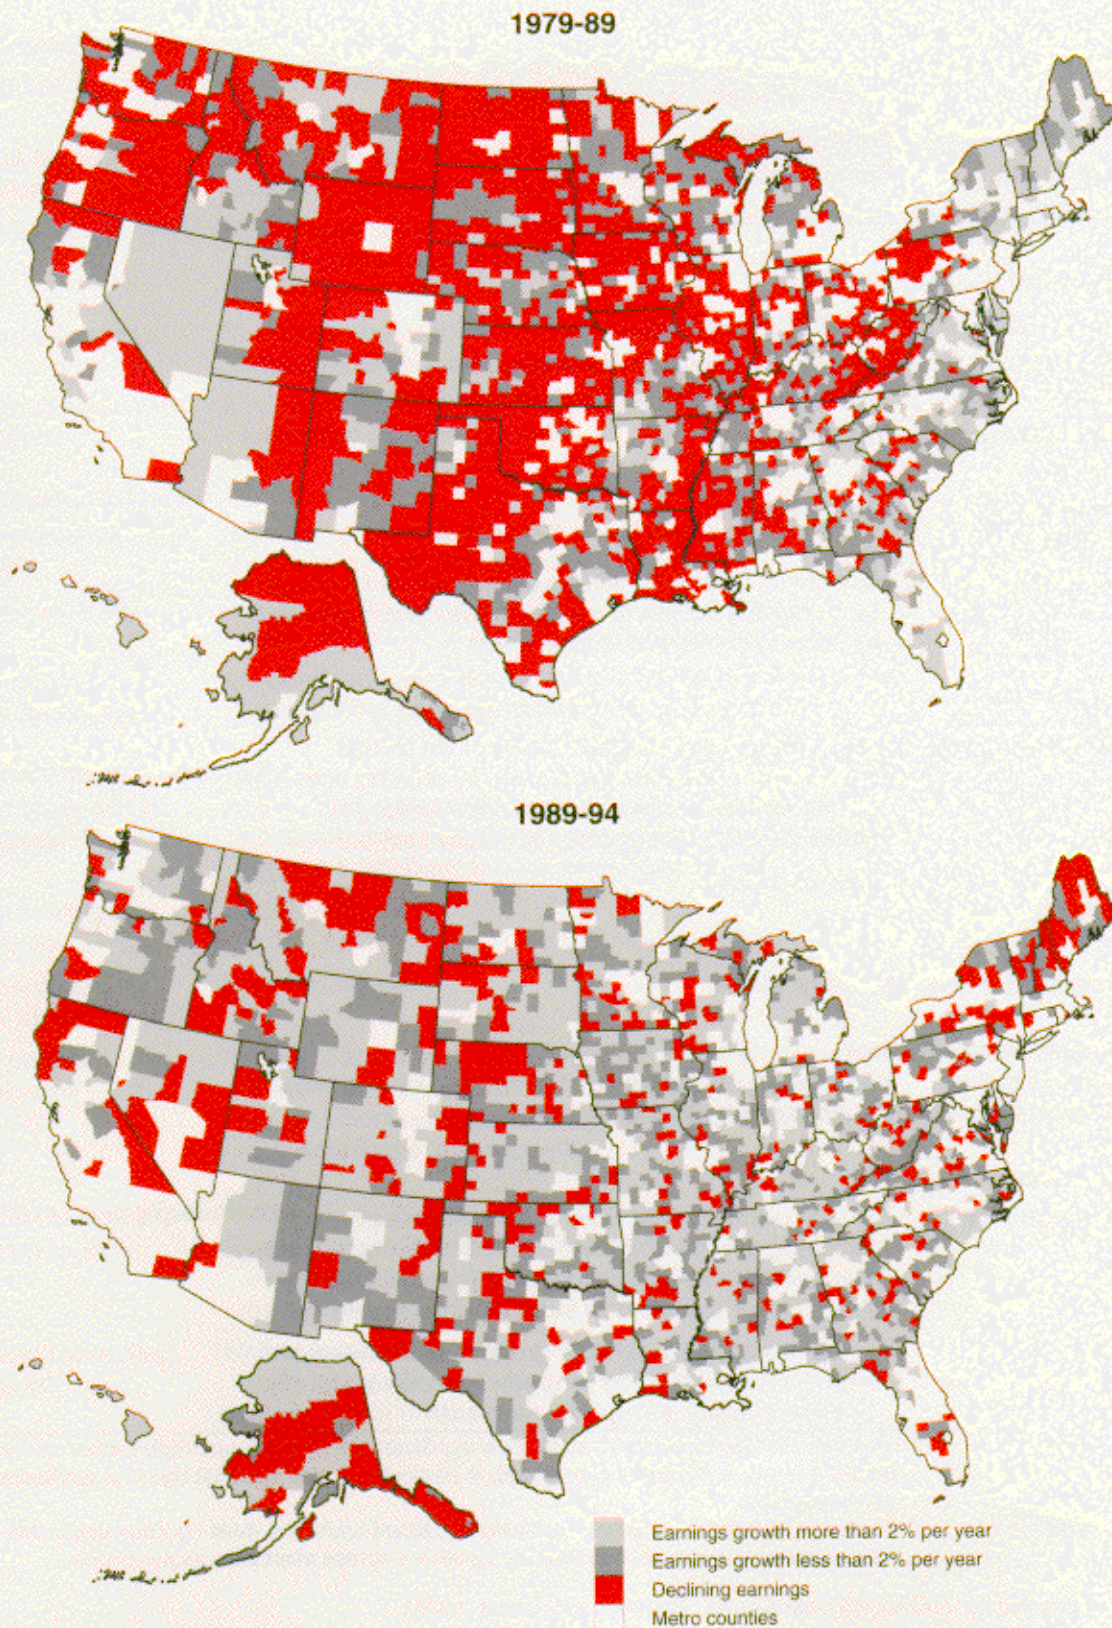 1979-89
1989-94
Earnings growth more than 2% per year
Earnings growth less than 2% per year
Declining earnings
Metro counties